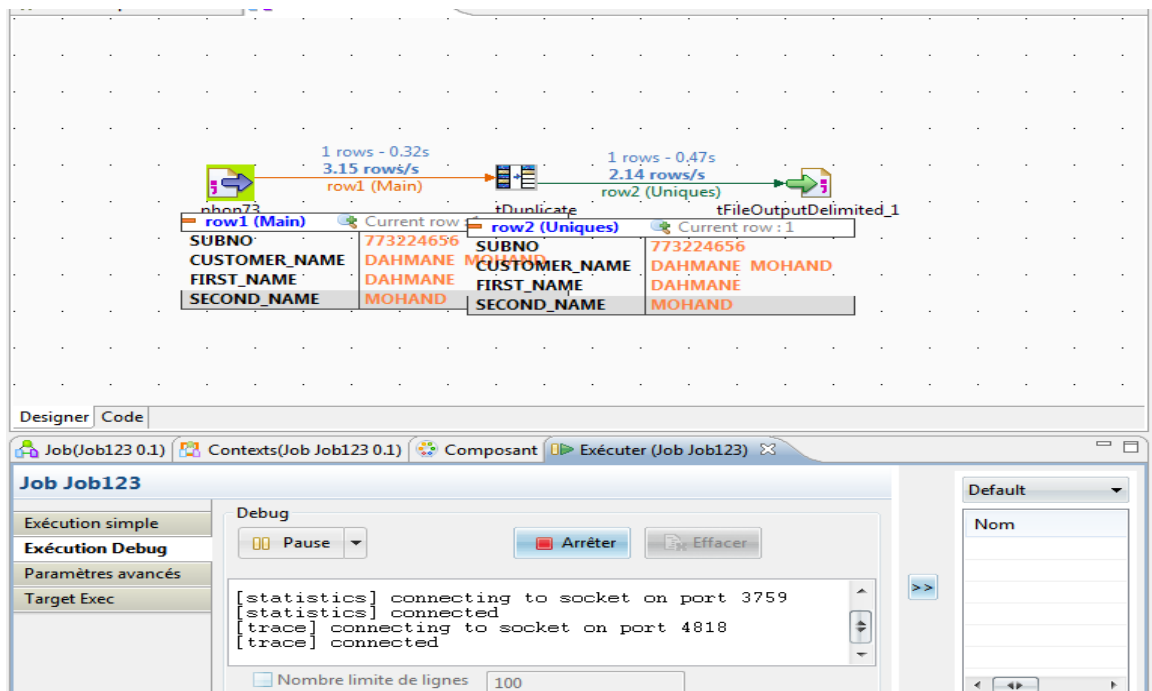 1 rows - 0.32s
3.15 rows/s
row1 (Main)
1 rows - 0.47s
2.14 rows/s
row2 (Uniques)
phon73
tDuplicate
tFileOutputDelimited_1
row1 (Main) Current row :
SUBNO 773224656
CUSTOMER_NAME DAHMANE MOHAND
FIRST_NAME DAHMANE
SECOND_NAME MOHAND
row2 (Uniques) Current row : 1
SUBNO 773224656
CUSTOMER_NAME DAHMANE MOHAND
FIRST_NAME DAHMANE
SECOND_NAME MOHAND
Designer Code
Job(Job123 0.1) Contexts(Job Job123 0.1) Composant Exécuter (Job Job123)
Job Job123
Default
Nom
Exécution simple
Exécution Debug
Paramètres avancés
Target Exec
Debug
Pause Arrêter Effacer
[statistics] connecting to socket on port 3759
[statistics] connected
[trace] connecting to socket on port 4818
[trace] connected
>>
Nombre limite de lignes 100